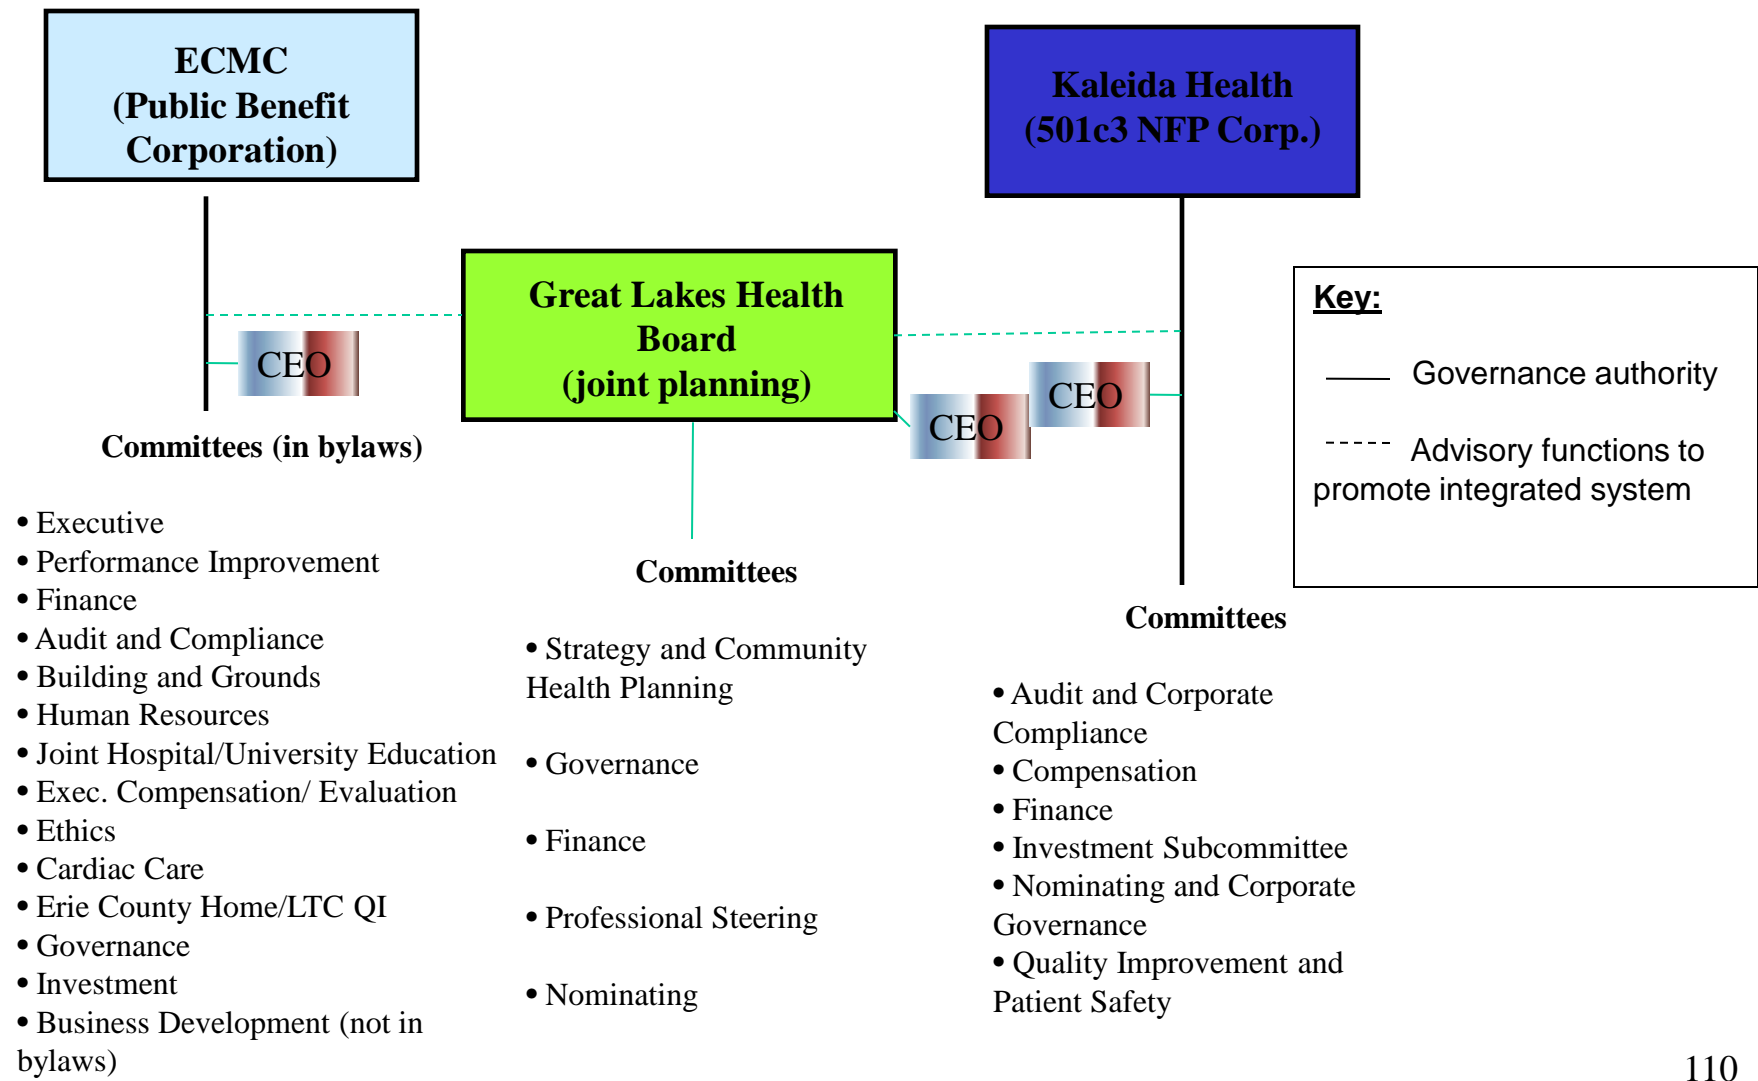 ECMC
(Public Benefit
Corporation)
Kaleida Health
(501c3 NFP Corp.)
Great Lakes Health
Board
(joint planning)
CEO
CEO
CEO
Key:
Governance authority
Advisory functions to
promote integrated system
Committees (in bylaws)
• Executive
• Performance Improvement
• Finance
• Audit and Compliance
• Building and Grounds
• Human Resources
• Joint Hospital/University Education
• Exec. Compensation/ Evaluation
• Ethics
• Cardiac Care
• Erie County Home/LTC QI
• Governance
• Investment
• Business Development (not in
bylaws)
Committees
• Strategy and Community
Health Planning
• Governance
• Finance
• Professional Steering
• Nominating
Committees
• Audit and Corporate
Compliance
• Compensation
• Finance
• Investment Subcommittee
• Nominating and Corporate
Governance
• Quality Improvement and
Patient Safety
110